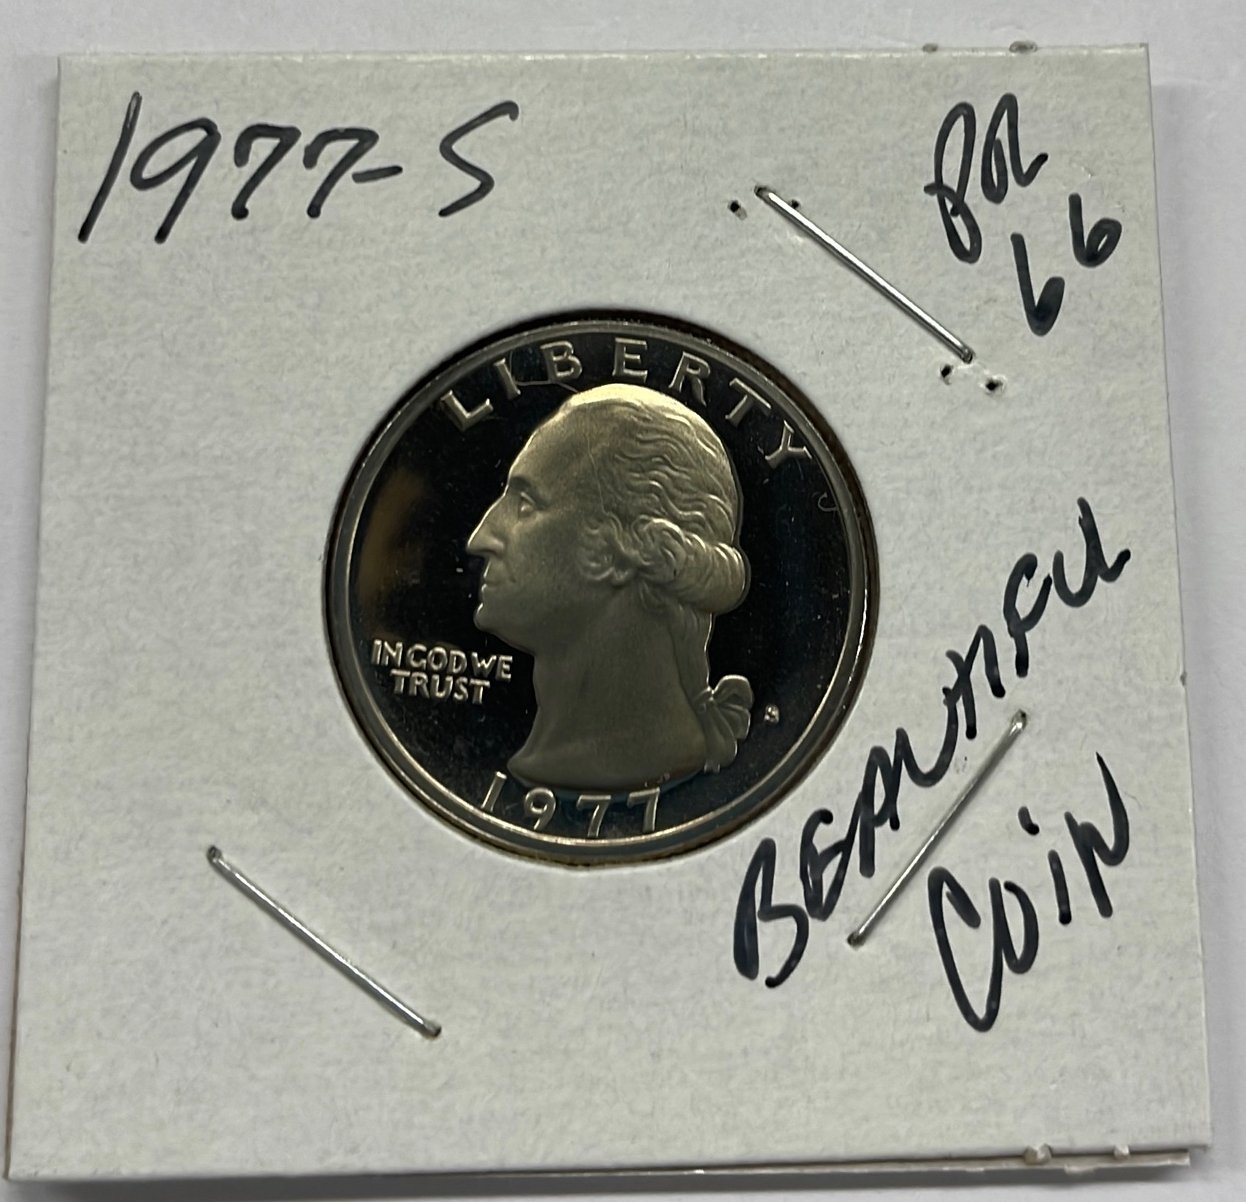 1977-S
PR
66
LIBERTY
IN GOD WE
TRUST
S
1977
BEAUTIFUL
COIN